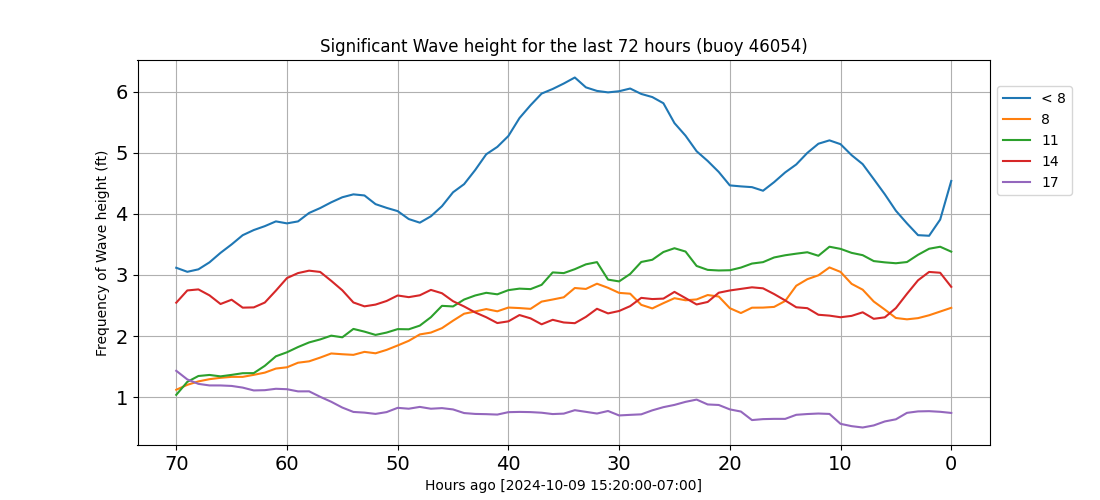 Significant Wave height for the last 72 hours (buoy 46054)
Frequency of Wave height (ft)
6
5
4
3
2
1
70 60 50 40 30 20 10 0
Hours ago [2024-10-09 15:20:00-07:00]
< 8
8
11
14
17